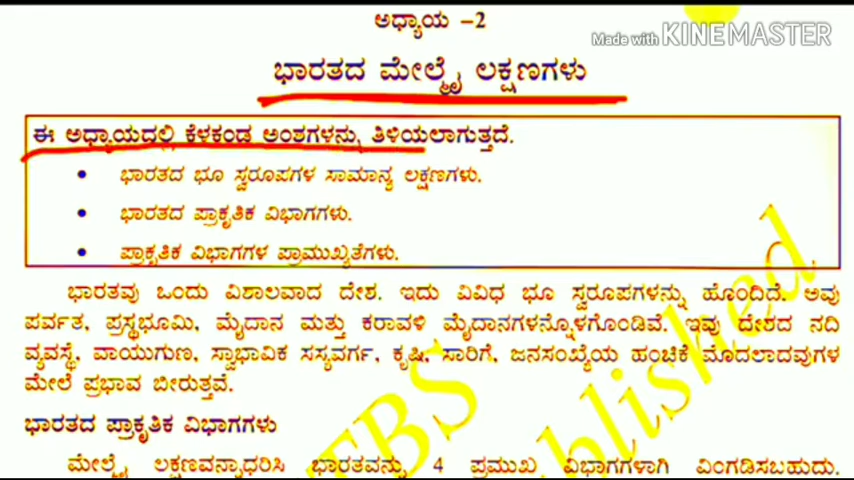 ಅಧ್ಯಾಯ –2
Made with KINEMASTER
ಭಾರತದ ಮೇಲ್ಮೈ ಲಕ್ಷಣಗಳು
ಈ ಅಧ್ಯಾಯದಲ್ಲಿ ಕೆಳಕಂಡ ಅಂಶಗಳನ್ನು ತಿಳಿಯಲಾಗುತ್ತದೆ.
• ಭಾರತದ ಭೂ ಸ್ವರೂಪಗಳ ಸಾಮಾನ್ಯ ಲಕ್ಷಣಗಳು.
• ಭಾರತದ ಪ್ರಾಕೃತಿಕ ವಿಭಾಗಗಳು.
• ಪ್ರಾಕೃತಿಕ ವಿಭಾಗಗಳ ಪ್ರಾಮುಖ್ಯತೆಗಳು.
ಭಾರತವು ಒಂದು ವಿಶಾಲವಾದ ದೇಶ. ಇದು ವಿವಿಧ ಭೂ ಸ್ವರೂಪಗಳನ್ನು ಹೊಂದಿದೆ. ಅವು
ಪರ್ವತ, ಪ್ರಸ್ಥಭೂಮಿ, ಮೈದಾನ ಮತ್ತು ಕರಾವಳಿ ಮೈದಾನಗಳನ್ನೊಳಗೊಂಡಿವೆ. ಇವು ದೇಶದ ನದಿ
ವ್ಯವಸ್ಥೆ, ವಾಯುಗುಣ, ಸ್ವಾಭಾವಿಕ ಸಸ್ಯವರ್ಗ, ಕೃಷಿ, ಸಾರಿಗೆ, ಜನಸಂಖ್ಯೆಯ ಹಂಚಿಕೆ ಮೊದಲಾದವುಗಳ
ಮೇಲೆ ಪ್ರಭಾವ ಬೀರುತ್ತವೆ.
ಭಾರತದ ಪ್ರಾಕೃತಿಕ ವಿಭಾಗಗಳು
ಮೇಲ್ಮೈ ಲಕ್ಷಣವನ್ನಾಧರಿಸಿ ಭಾರತವನ್ನು 4 ಪ್ರಮುಖ ವಿಭಾಗಗಳಾಗಿ ವಿಂಗಡಿಸಬಹುದು.
TBS
ublished